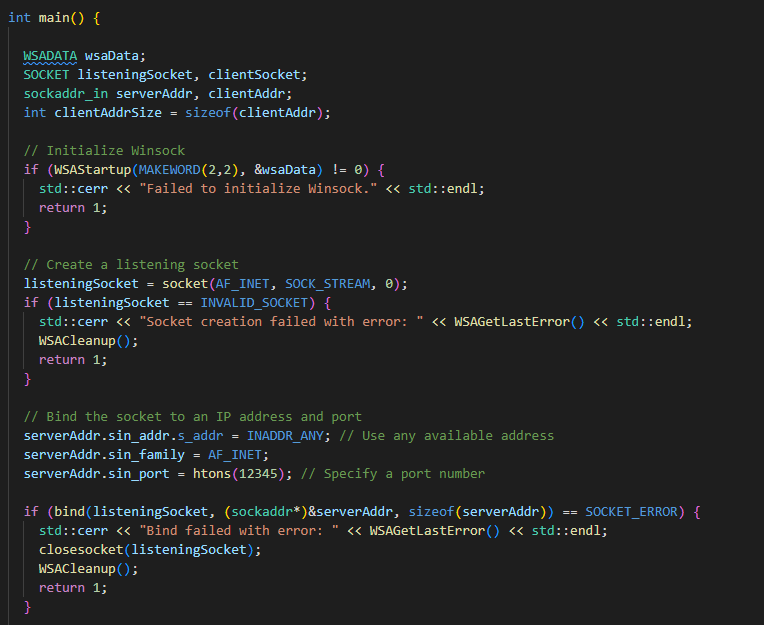 int main() {
WSADATA wsaData;
SOCKET listeningSocket, clientSocket;
sockaddr_in serverAddr, clientAddr;
int clientAddrSize = sizeof(clientAddr);
// Initialize Winsock
if (WSAStartup(MAKEWORD(2,2), &wsaData) != 0) {
std::cerr << "Failed to initialize Winsock." << std::endl;
return 1;
}
// Create a listening socket
listeningSocket = socket(AF_INET, SOCK_STREAM, 0);
if (listeningSocket == INVALID_SOCKET) {
std::cerr << "Socket creation failed with error: " << WSAGetLastError() << std::endl;
WSACleanup();
return 1;
}
// Bind the socket to an IP address and port
serverAddr.sin_addr.s_addr = INADDR_ANY; // Use any available address
serverAddr.sin_family = AF_INET;
serverAddr.sin_port = htons(12345); // Specify a port number
if (bind(listeningSocket, (sockaddr*)&serverAddr, sizeof(serverAddr)) == SOCKET_ERROR) {
std::cerr << "Bind failed with error: " << WSAGetLastError() << std::endl;
closesocket(listeningSocket);
WSACleanup();
return 1;
}